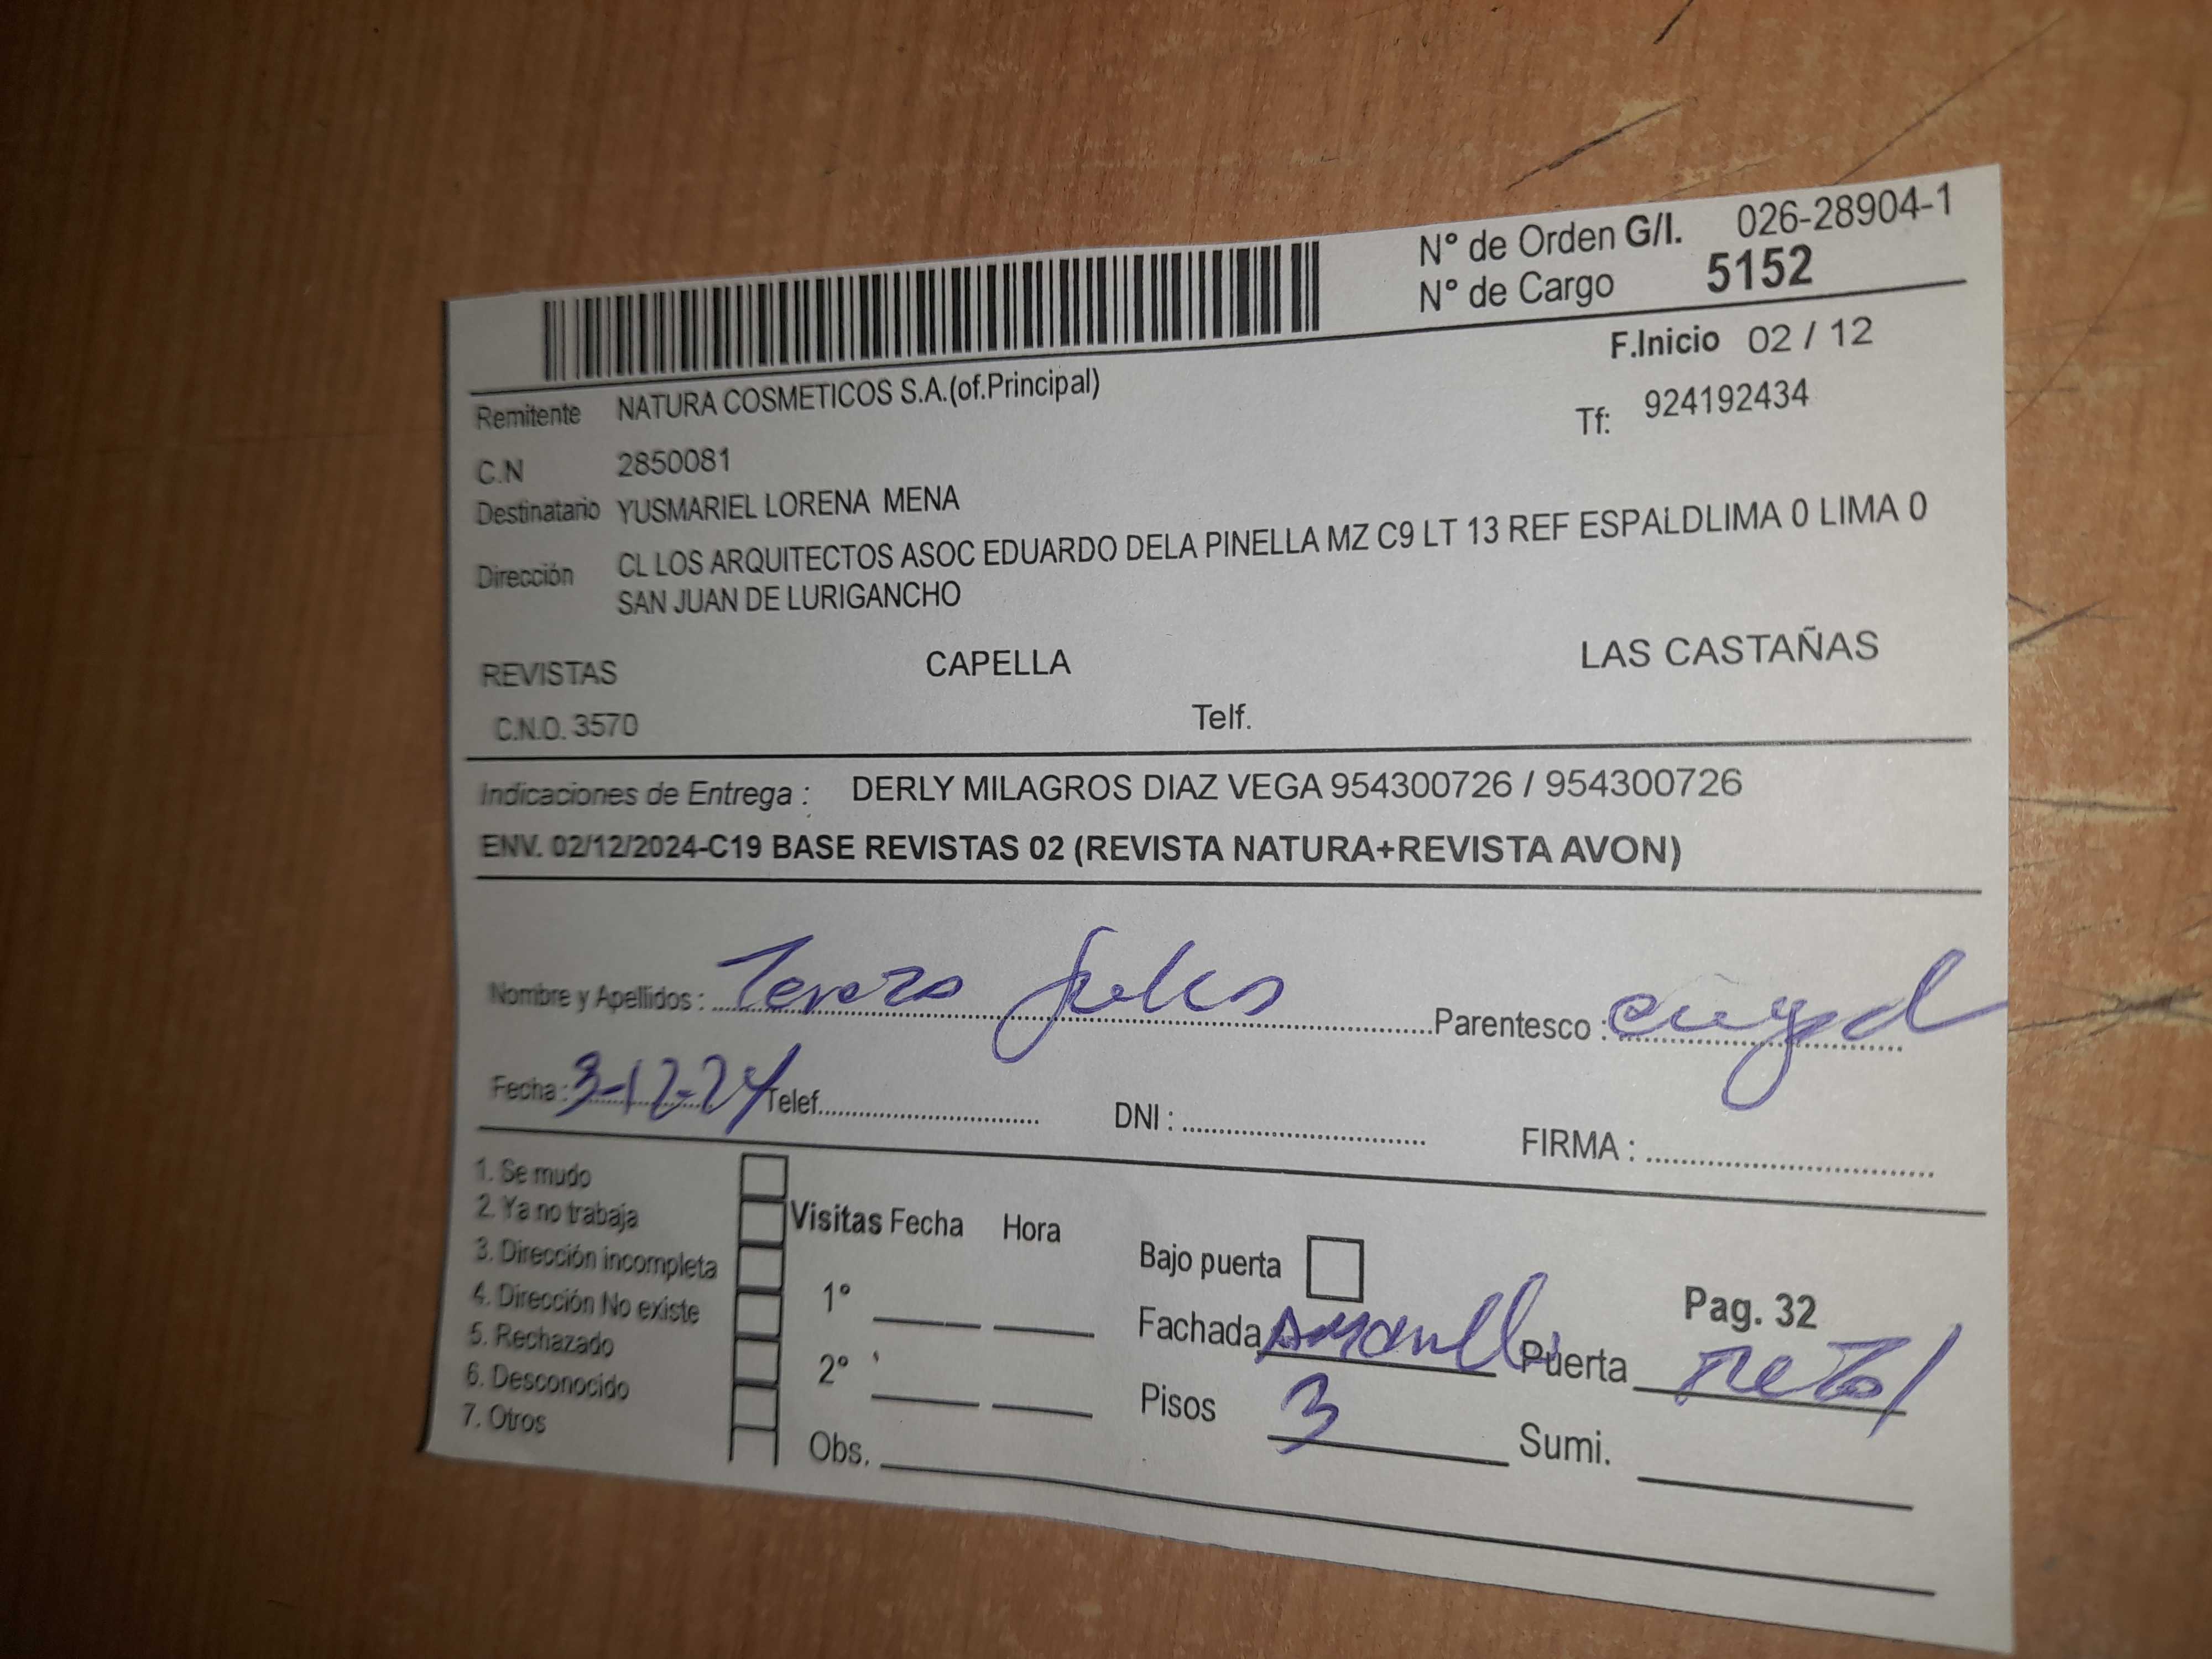 N° de Orden G/I. 026-28904-1
N° de Cargo 5152
F.Inicio 02 / 12
Remitente NATURA COSMETICOS S.A.(of.Principal)
Tf: 924192434
C.N 2850081
Destinatario YUSMARIEL LORENA MENA
Dirección CL LOS ARQUITECTOS ASOC EDUARDO DELA PINELLA MZ C9 LT 13 REF ESPALDLIMA 0 LIMA 0
SAN JUAN DE LURIGANCHO
REVISTAS CAPELLA LAS CASTAÑAS
C.N.O. 3570 Telf.
Indicaciones de Entrega : DERLY MILAGROS DIAZ VEGA 954300726 / 954300726
ENV. 02/12/2024-C19 BASE REVISTAS 02 (REVISTA NATURA+REVISTA AVON)
Nombre y Apellidos : Parentesco :
Fecha : 3-12-24 Telef. DNI : FIRMA :
1. Se mudo
2. Ya no trabaja
3. Dirección incompleta
4. Dirección No existe
5. Rechazado
6. Desconocido
7. Otros
Visitas Fecha Hora
1°
2°
Obs.
Bajo puerta
Pag. 32
Fachada Puerta
Pisos 3 Sumi.